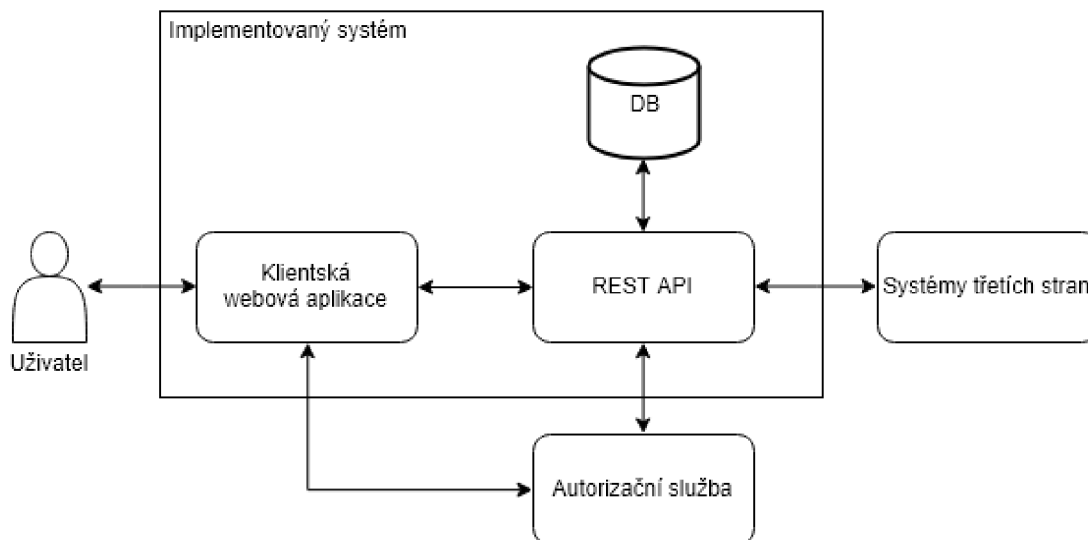 Implementovaný systém
DB
Klientská
webová aplikace
REST API
Systémy třetích stran
Uživatel
Autorizační služba